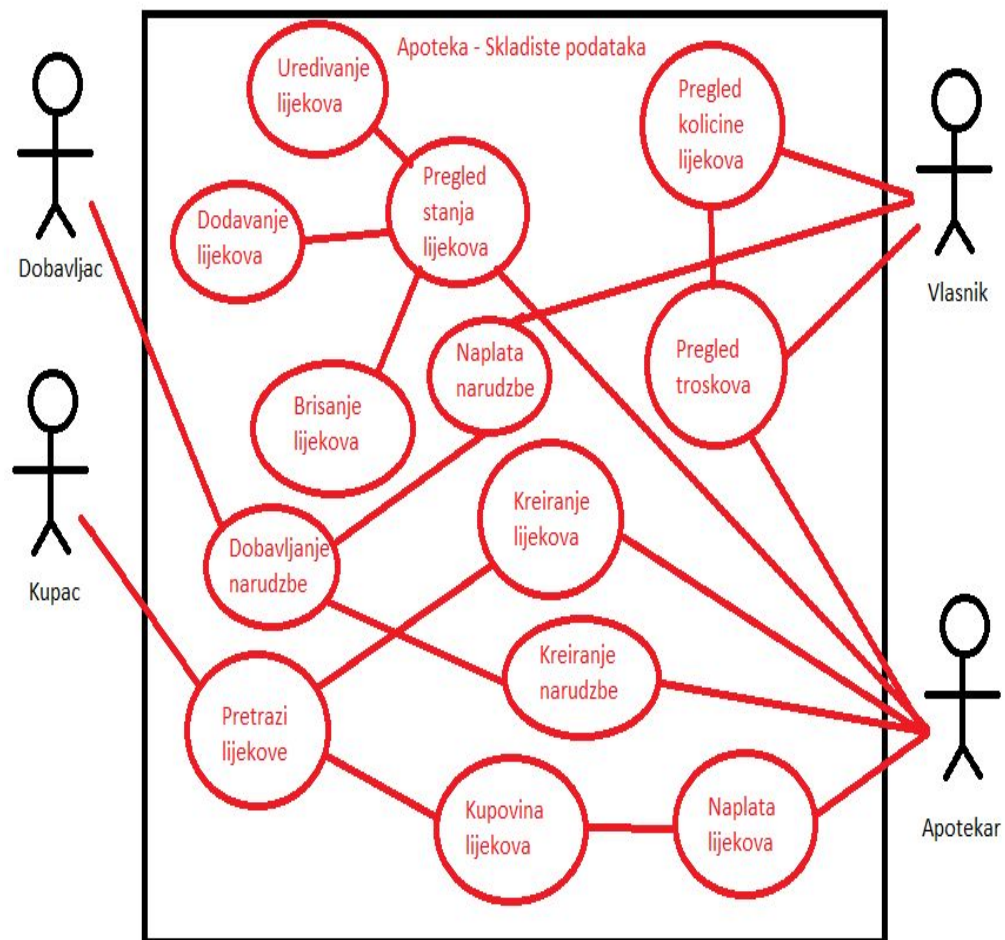 Apoteka - Skladiste podataka
Uredivanje
lijekova
Pregled
kolicine
lijekova
Pregled
stanja
lijekova
Dodavanje
lijekova
Dobavljac
Vlasnik
Naplata
narudzbe
Pregled
troskova
Brisanje
lijekova
Kreiranje
lijekova
Dobavljanje
narudzbe
Kupac
Kreiranje
narudzbe
Pretrazi
lijekove
Kupovina
lijekova
Naplata
lijekova
Apotekar